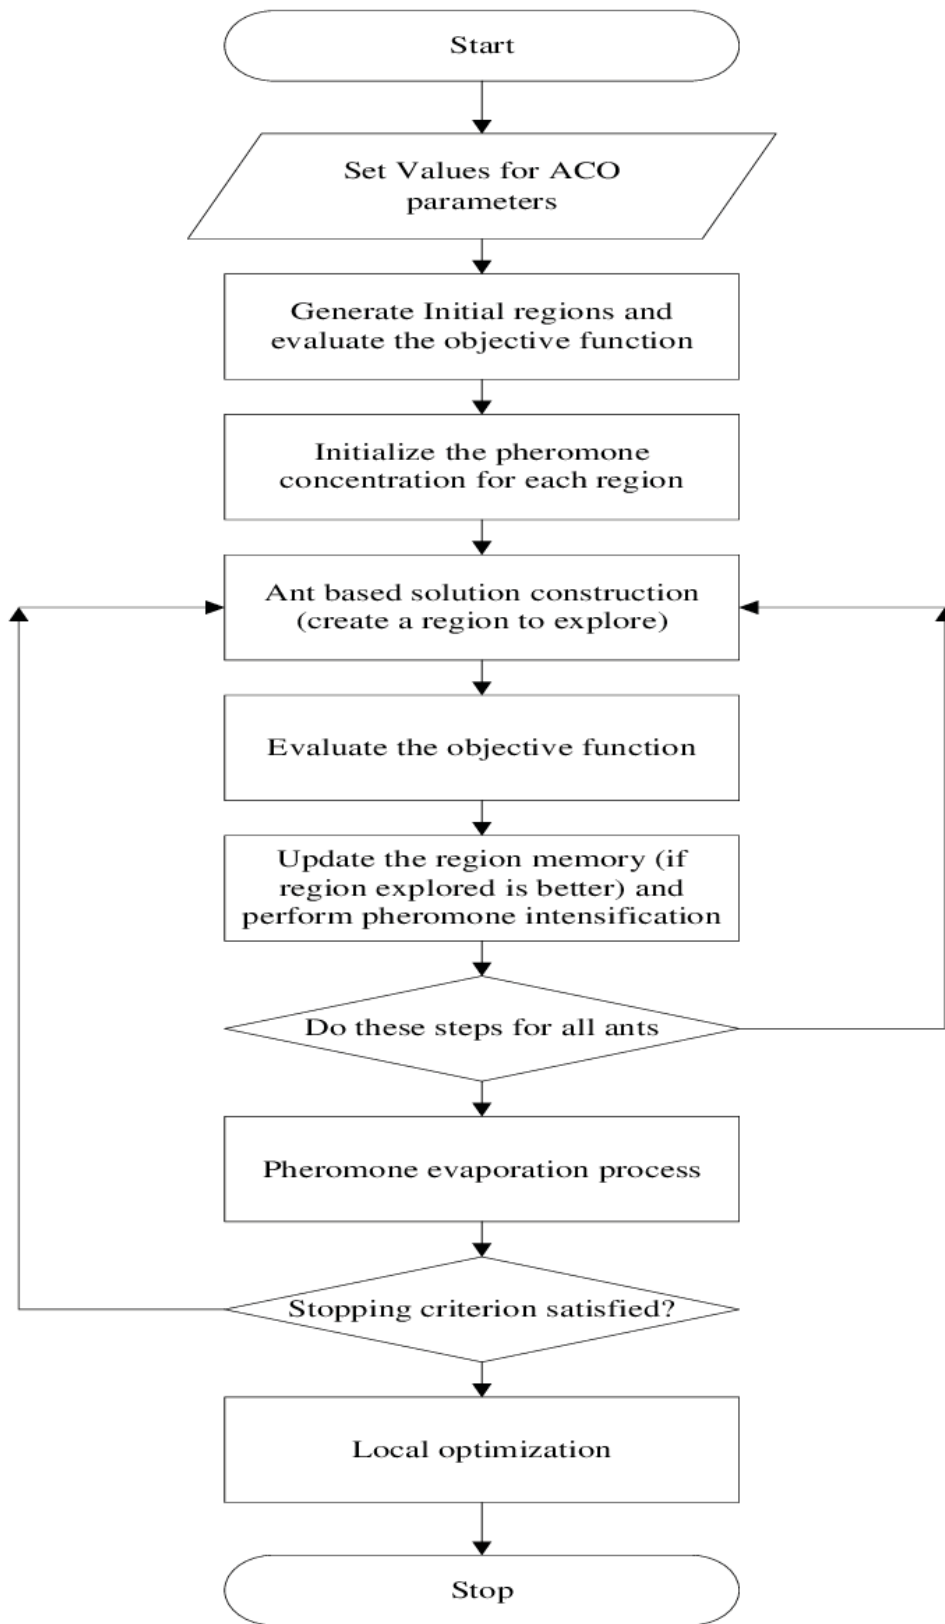 Start
Set Values for ACO
parameters
Generate Initial regions and
evaluate the objective function
Initialize the pheromone
concentration for each region
Ant based solution construction
(create a region to explore)
Evaluate the objective function
Update the region memory (if
region explored is better) and
perform pheromone intensification
Do these steps for all ants
Pheromone evaporation process
Stopping criterion satisfied?
Local optimization
Stop